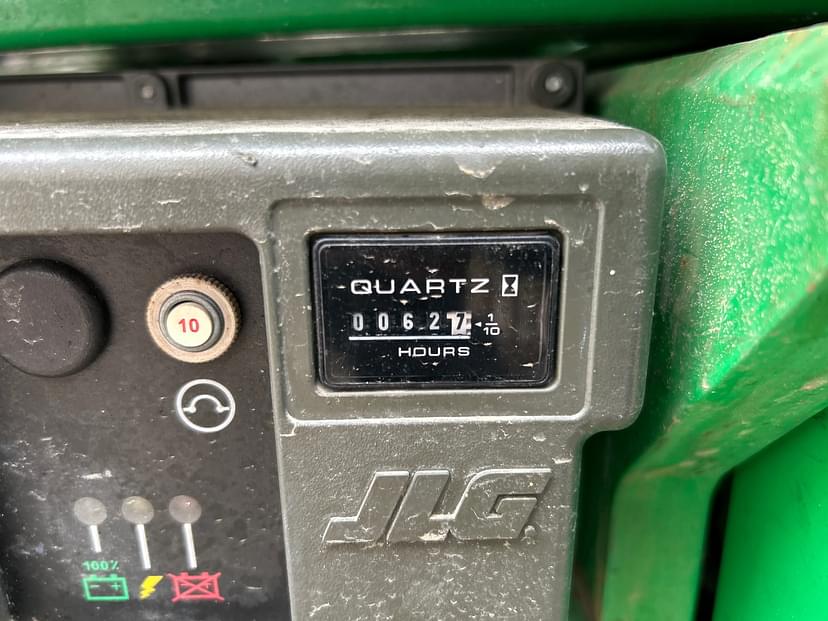 QUARTZ
00627 1/10
HOURS
10
JLG
100%
- +